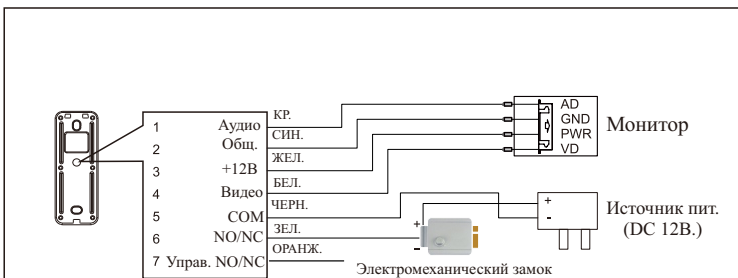 1 Аудио КР.
2 Общ. СИН.
3 +12В ЖЕЛ.
4 Видео БЕЛ.
5 COM ЧЕРН.
6 NO/NC ЗЕЛ.
7 Управ. NO/NC ОРАНЖ.
AD
GND
PWR
VD
Монитор
+
-
Источник пит.
(DC 12В.)
+
-
Электромеханический замок